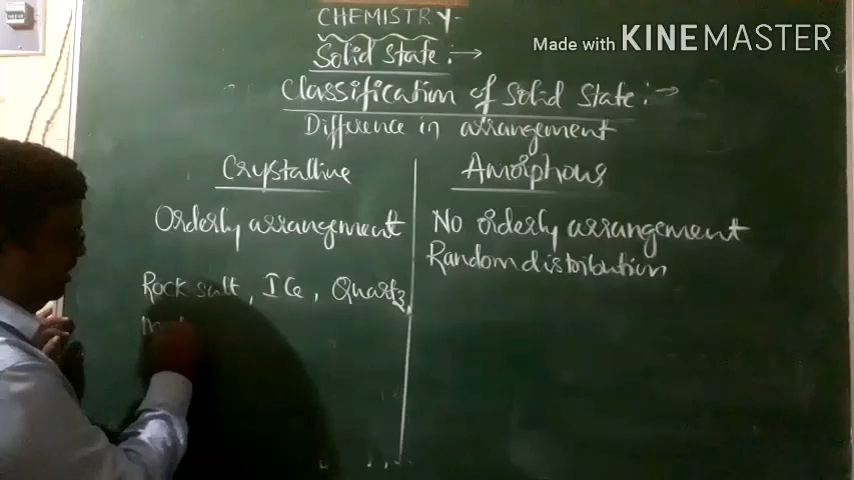 CHEMISTRY-
Made with KINEMASTER
Solid State :→
Classification of Solid State :→
Difference in arrangement
Crystalline
Amorphous
Orderly arrangement
No orderly arrangement
Random distribution
Rock salt, Ice, Quartz,